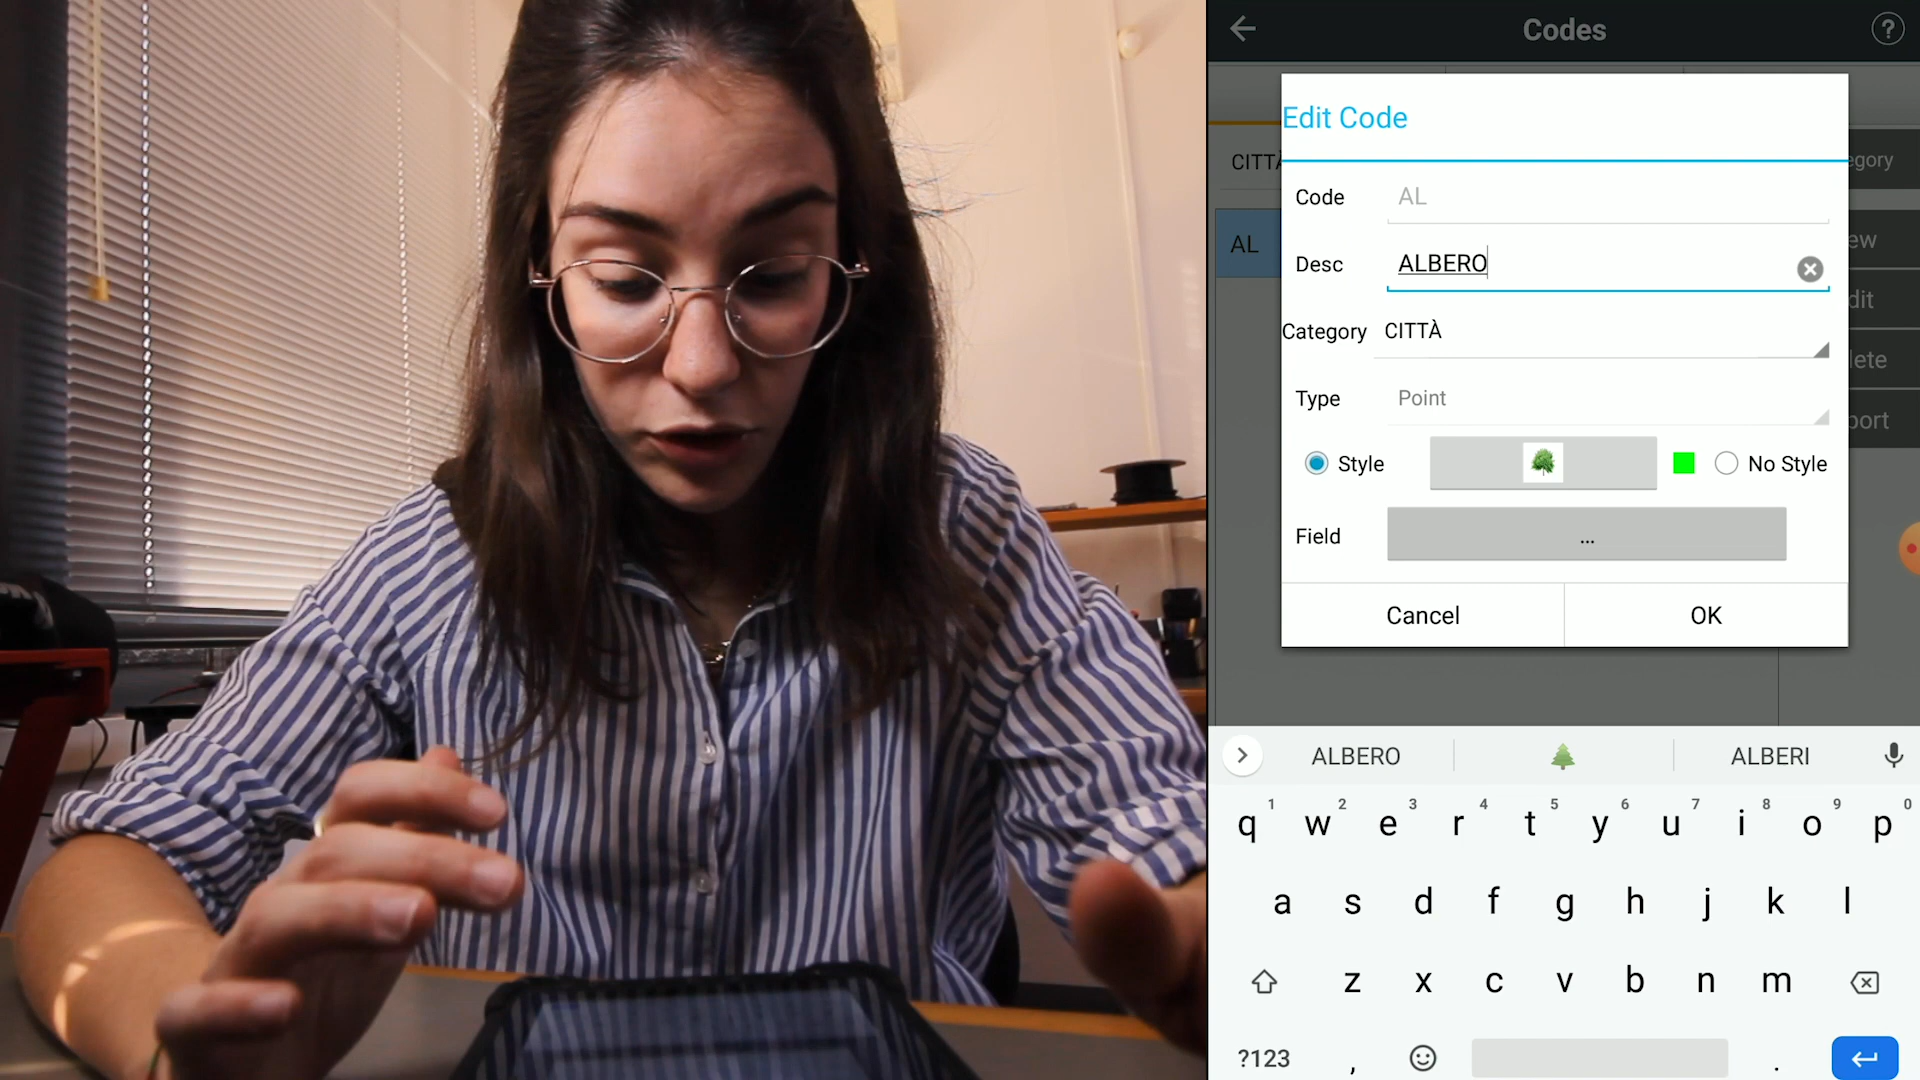 Codes
?
Edit Code
CITTÀ
egory
Code AL
AL
ew
Desc ALBERO
dit
Category CITTÀ
lete
Type Point
port
Style No Style
Field ...
Cancel OK
ALBERO ALBERI
1 2 3 4 5 6 7 8 9 0
q w e r t y u i o p
a s d f g h j k l
z x c v b n m
?123 , .